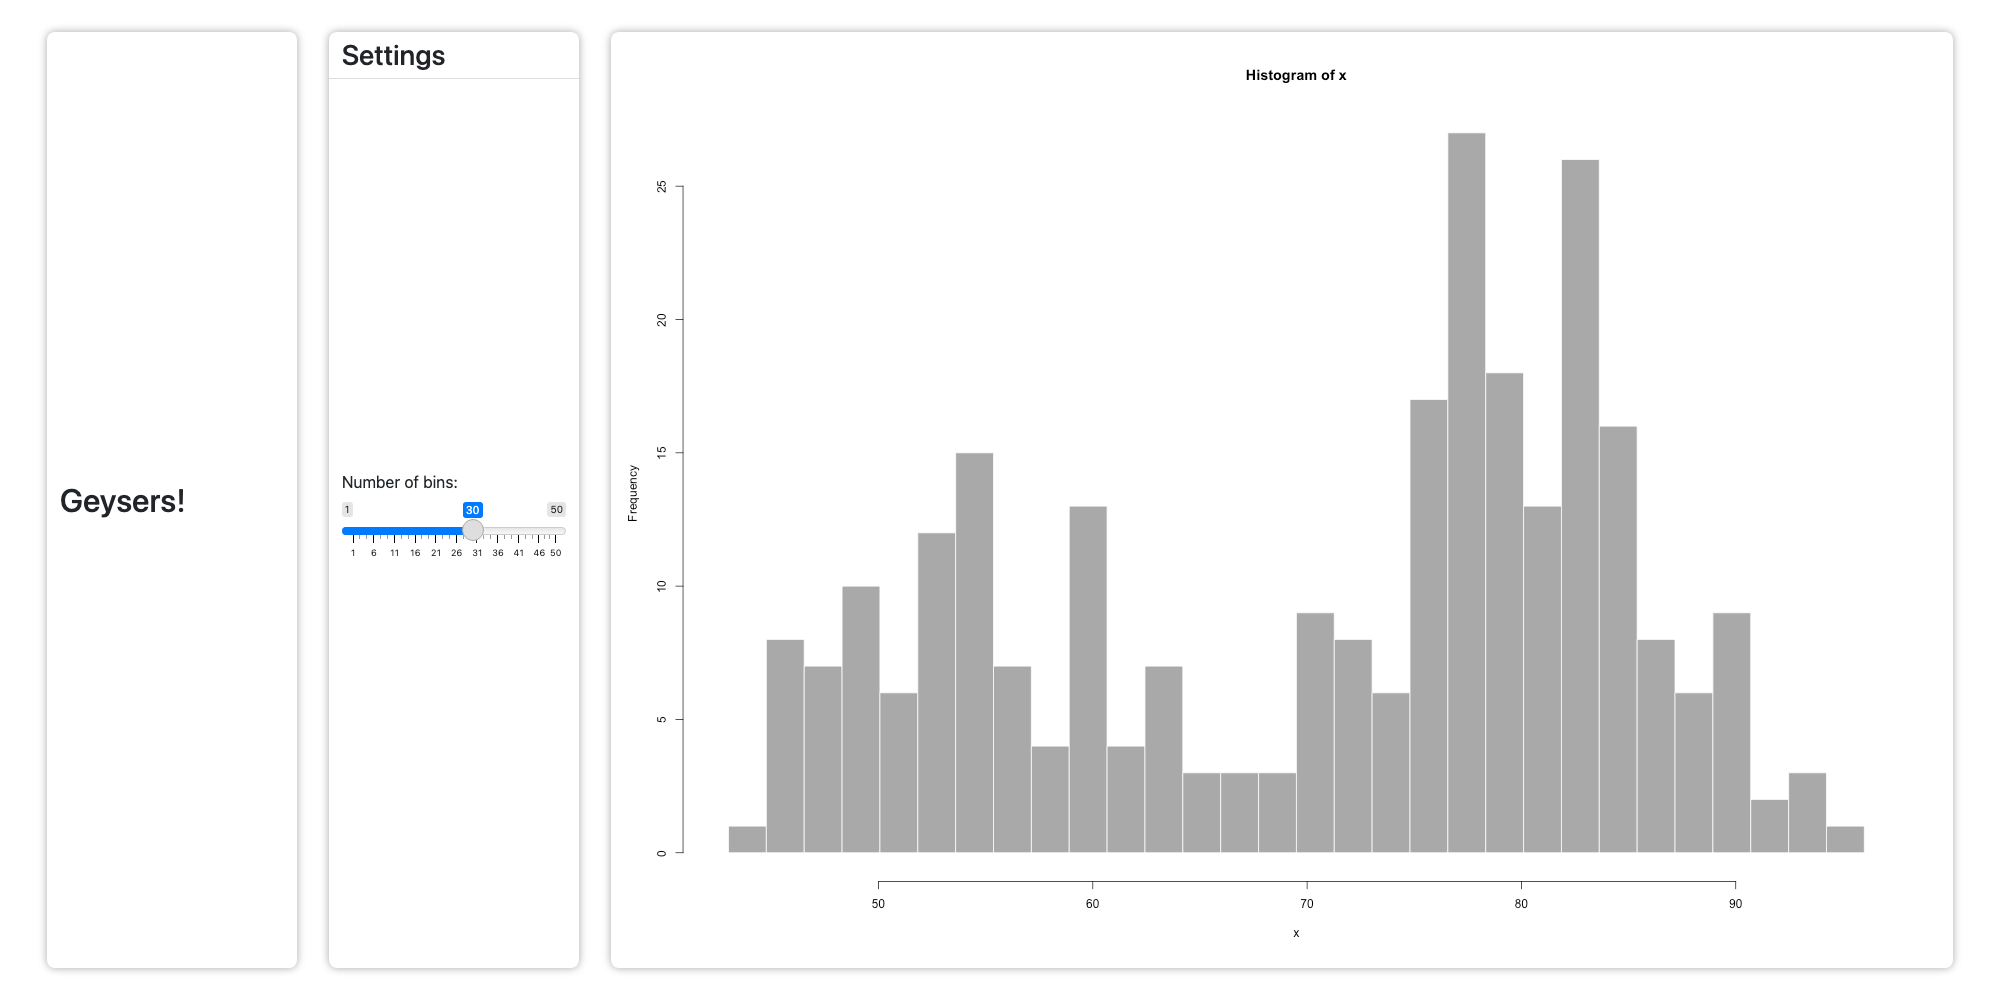 Geysers!
Settings
Number of bins:
1 30 50
1 6 11 16 21 26 31 36 41 46 50
Histogram of x
Frequency
25
20
15
10
5
0
50 60 70 80 90
x